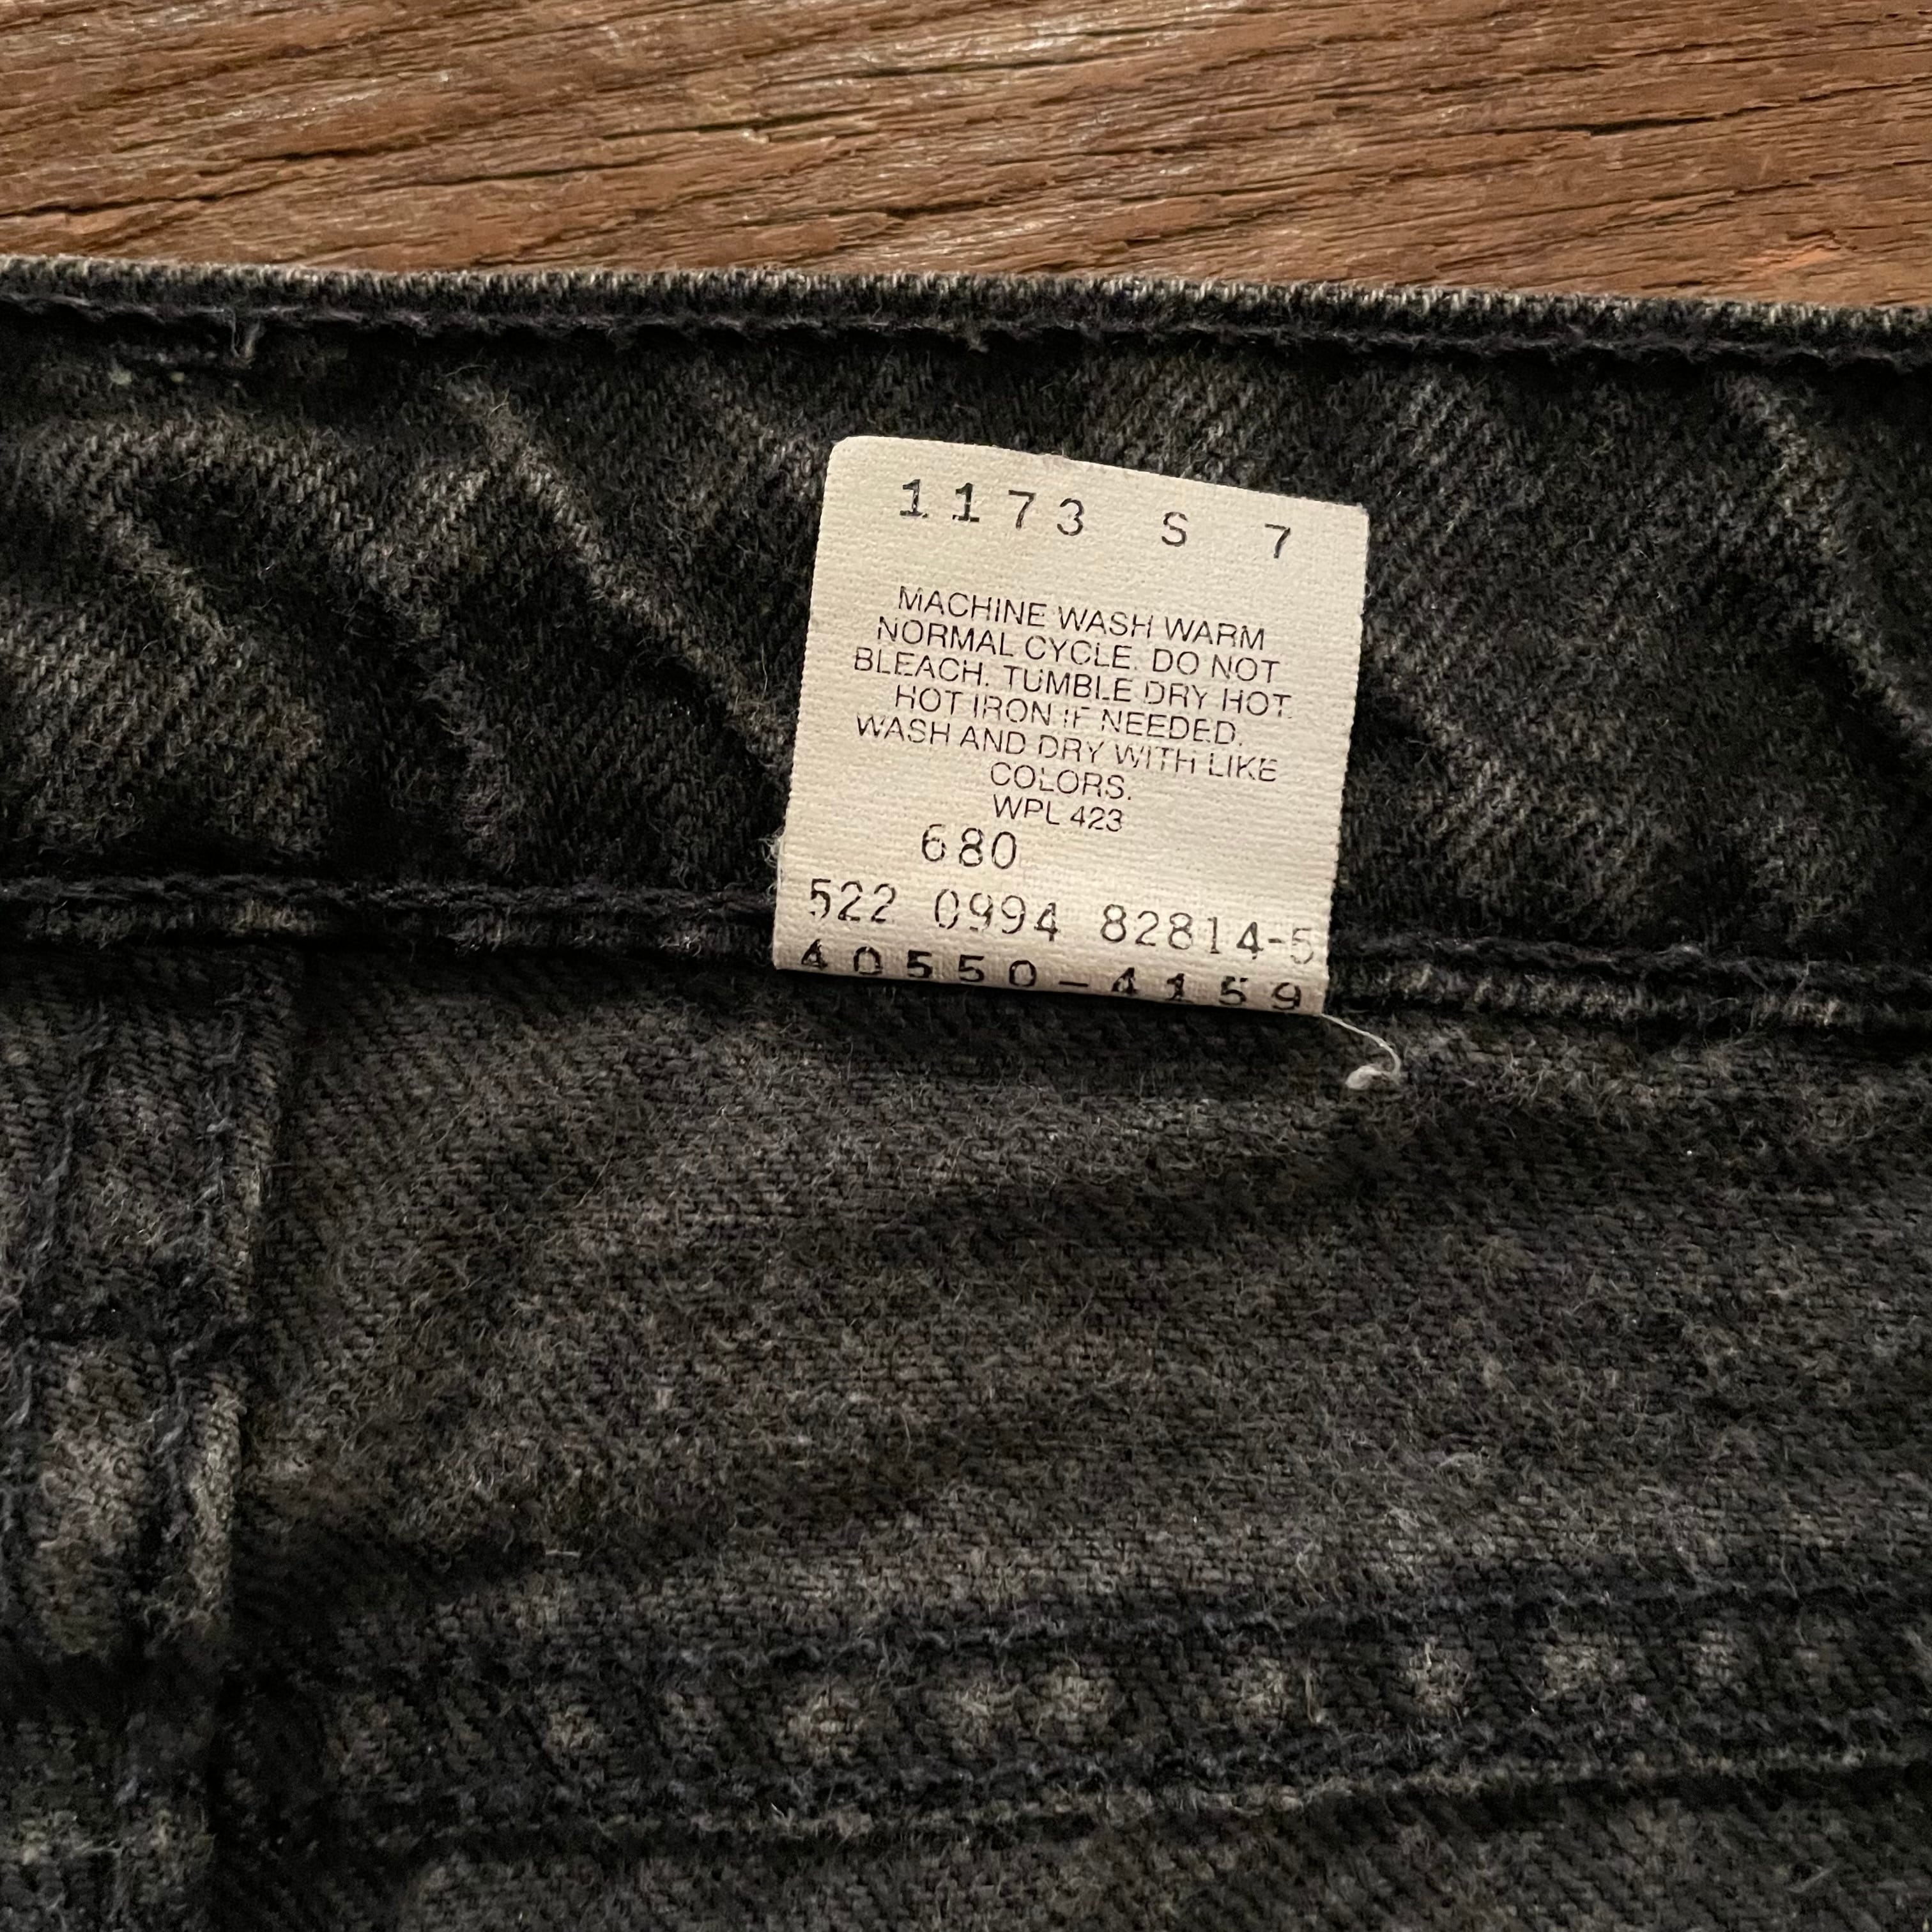 1173 S 7
MACHINE WASH WARM
NORMAL CYCLE. DO NOT
BLEACH. TUMBLE DRY HOT.
HOT IRON IF NEEDED.
WASH AND DRY WITH LIKE
COLORS.
WPL 423
680
522 0994 82814-5
40550-4159